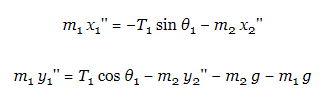 m₁ x₁" = −T₁ sin θ₁ − m₂ x₂"
m₁ y₁" = T₁ cos θ₁ − m₂ y₂" − m₂ g − m₁ g